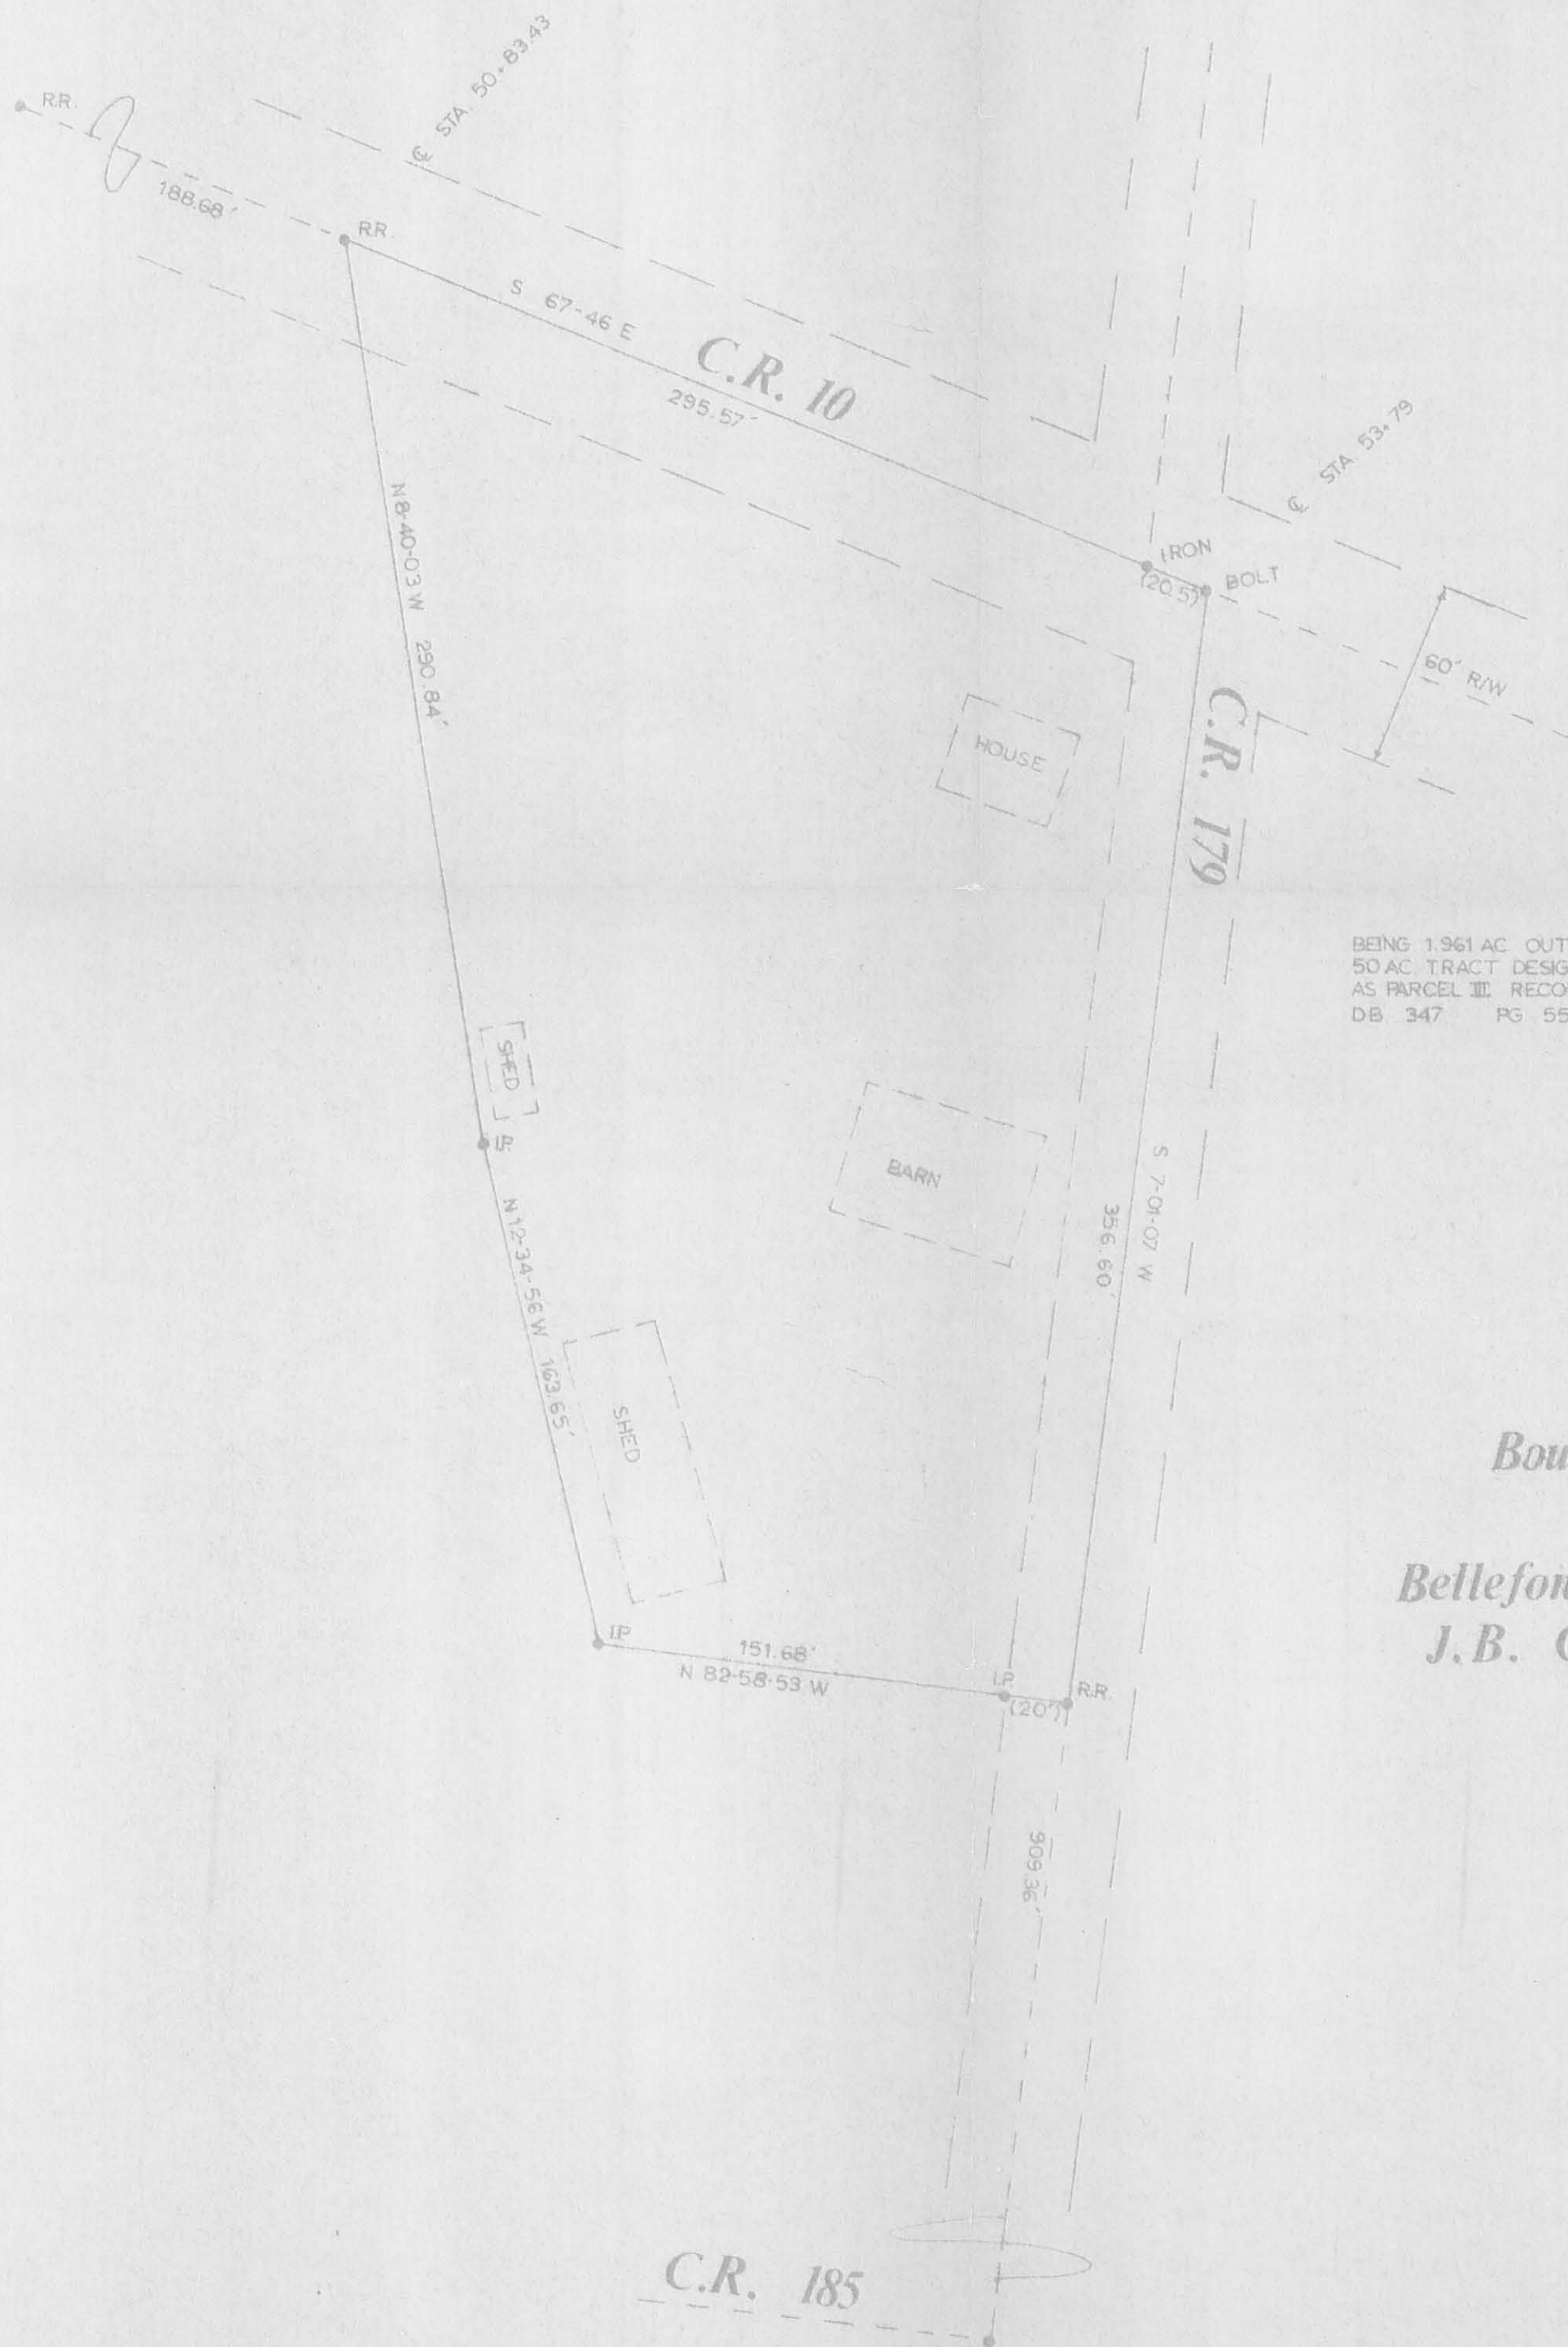 STA. 50+83.43
R.R.
188.68'
R.R.
S 67-46 E
C.R. 10
295.57'
STA. 53+79
IRON
BOLT
(20.5')
60' R/W
N 8-40-03 W 290.84'
HOUSE
C.R. 179
BEING 1.961 AC. OUT
50 AC. TRACT DESIG
AS PARCEL III RECO
DB 347 PG 55
SHED
I.P.
BARN
S 7-01-07 W
356.60'
N 12-34-56 W 163.65'
SHED
Bou
Bellefon
J.B.
I.P.
151.68'
N 82-58-53 W
I.P.
(20')
R.R.
909.36'
C.R. 185